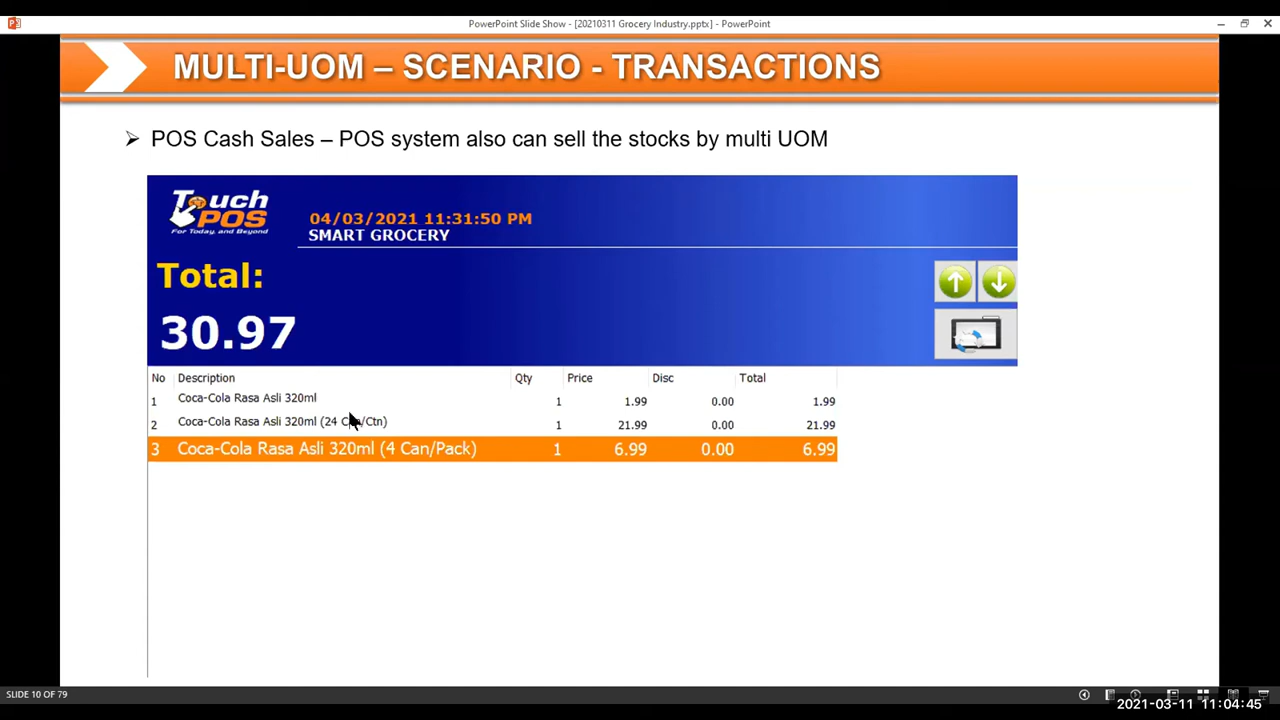 PowerPoint Slide Show - [20210311 Grocery Industry.pptx] - PowerPoint
MULTI-UOM – SCENARIO - TRANSACTIONS
POS Cash Sales – POS system also can sell the stocks by multi UOM
Touch
POS
For Today, and Beyond
04/03/2021 11:31:50 PM
SMART GROCERY
Total:
30.97
No Description Qty Price Disc Total
1 Coca-Cola Rasa Asli 320ml 1 1.99 0.00 1.99
2 Coca-Cola Rasa Asli 320ml (24 Can/Ctn) 1 21.99 0.00 21.99
3 Coca-Cola Rasa Asli 320ml (4 Can/Pack) 1 6.99 0.00 6.99
SLIDE 10 OF 79
2021-03-11 11:04:45